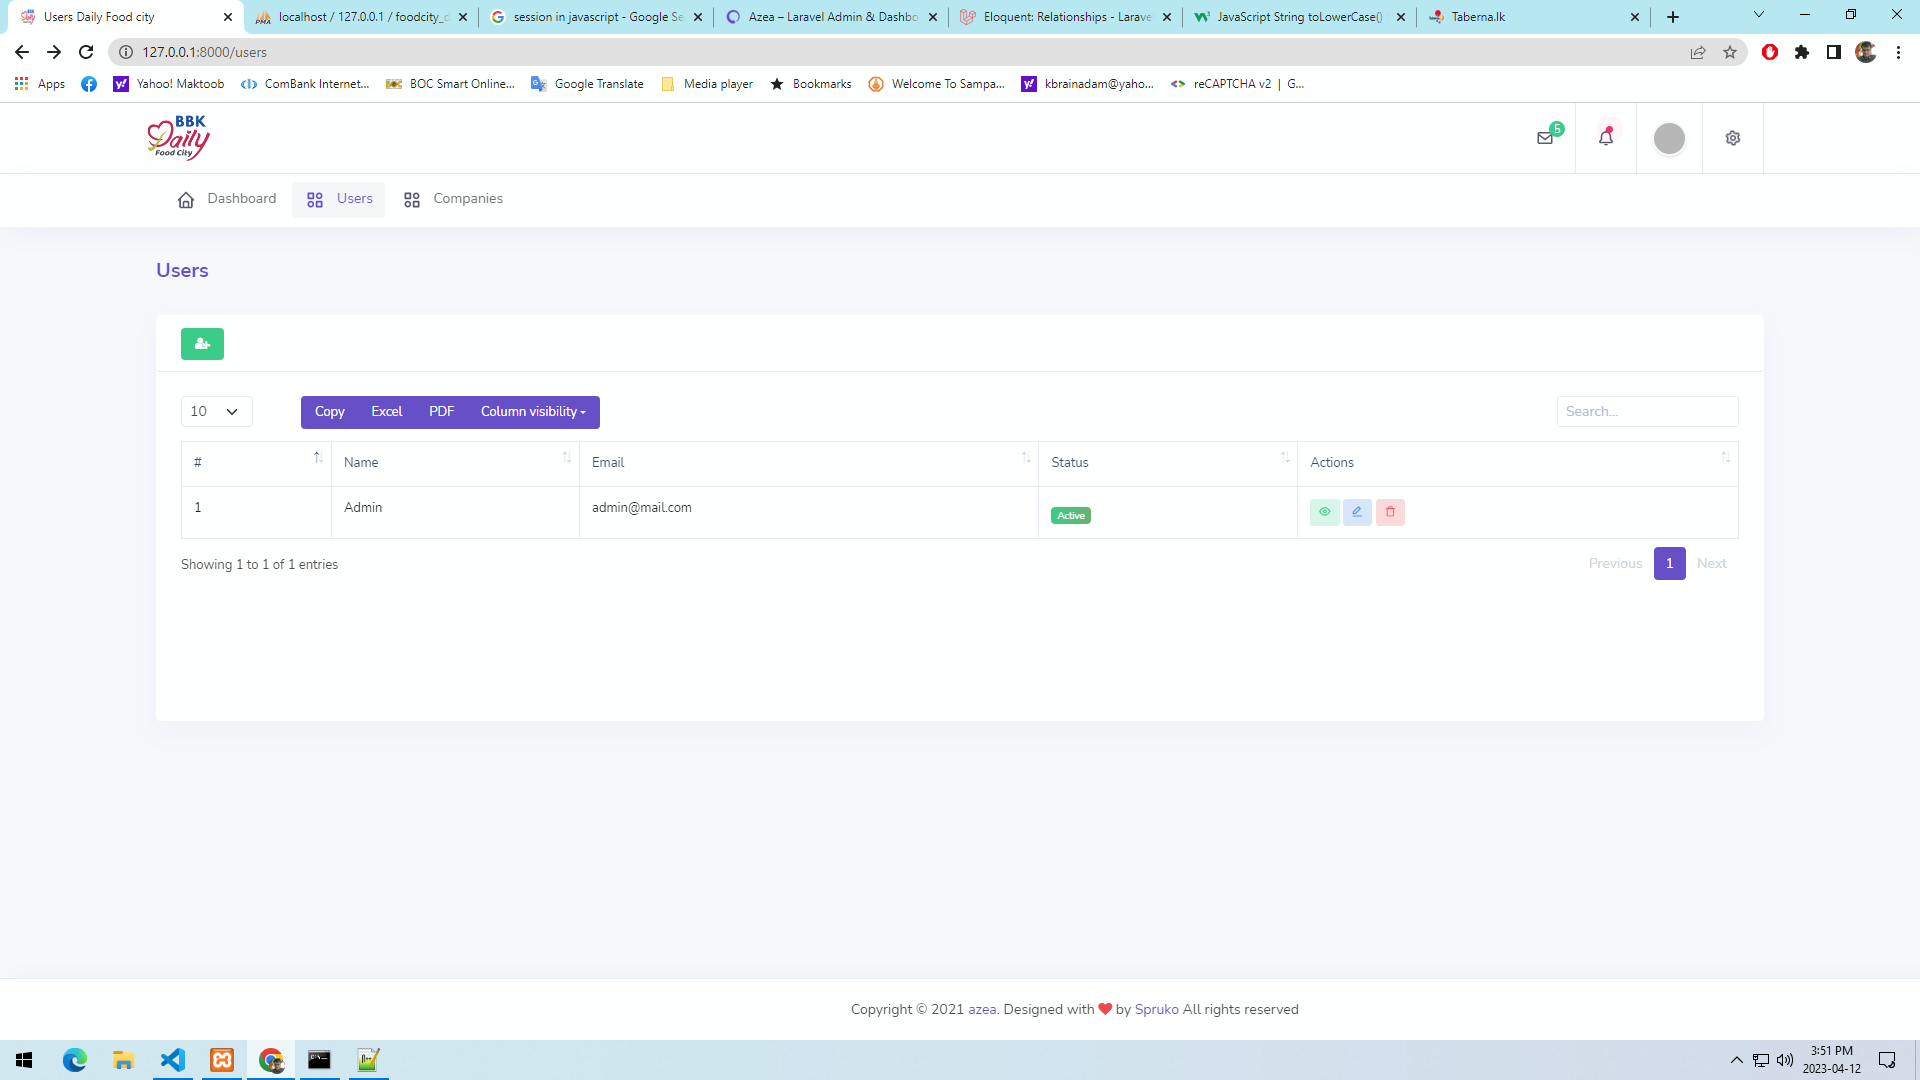 Users Daily Food city
localhost / 127.0.0.1 / foodcity_d
session in javascript - Google Se
Azea – Laravel Admin & Dashbo
Eloquent: Relationships - Larave
JavaScript String toLowerCase()
Taberna.lk
127.0.0.1:8000/users
Apps
Yahoo! Maktoob
ComBank Internet...
BOC Smart Online...
Google Translate
Media player
Bookmarks
Welcome To Sampa...
kbrainadam@yaho...
reCAPTCHA v2 | G...
BBK
Daily
Food City
5
Dashboard
Users
Companies
Users
10
Copy
Excel
PDF
Column visibility
Search...
# Name Email Status Actions
1 Admin admin@mail.com Active
Showing 1 to 1 of 1 entries
Previous 1 Next
Copyright © 2021 azea. Designed with ❤ by Spruko All rights reserved
3:51 PM
2023-04-12